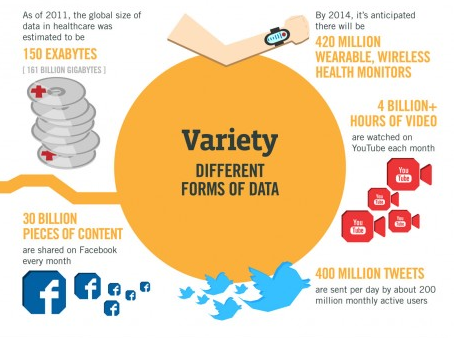 As of 2011, the global size of
data in healthcare was
estimated to be
150 EXABYTES
[ 161 BILLION GIGABYTES ]
By 2014, it's anticipated
there will be
420 MILLION
WEARABLE, WIRELESS
HEALTH MONITORS
4 BILLION+
HOURS OF VIDEO
are watched on
YouTube each month
You
Tube
You
Tube
You
Tube
You
Tube
Variety
DIFFERENT
FORMS OF DATA
30 BILLION
PIECES OF CONTENT
are shared on Facebook
every month
f
f
f
f
f
f
400 MILLION TWEETS
are sent per day by about 200
million monthly active users